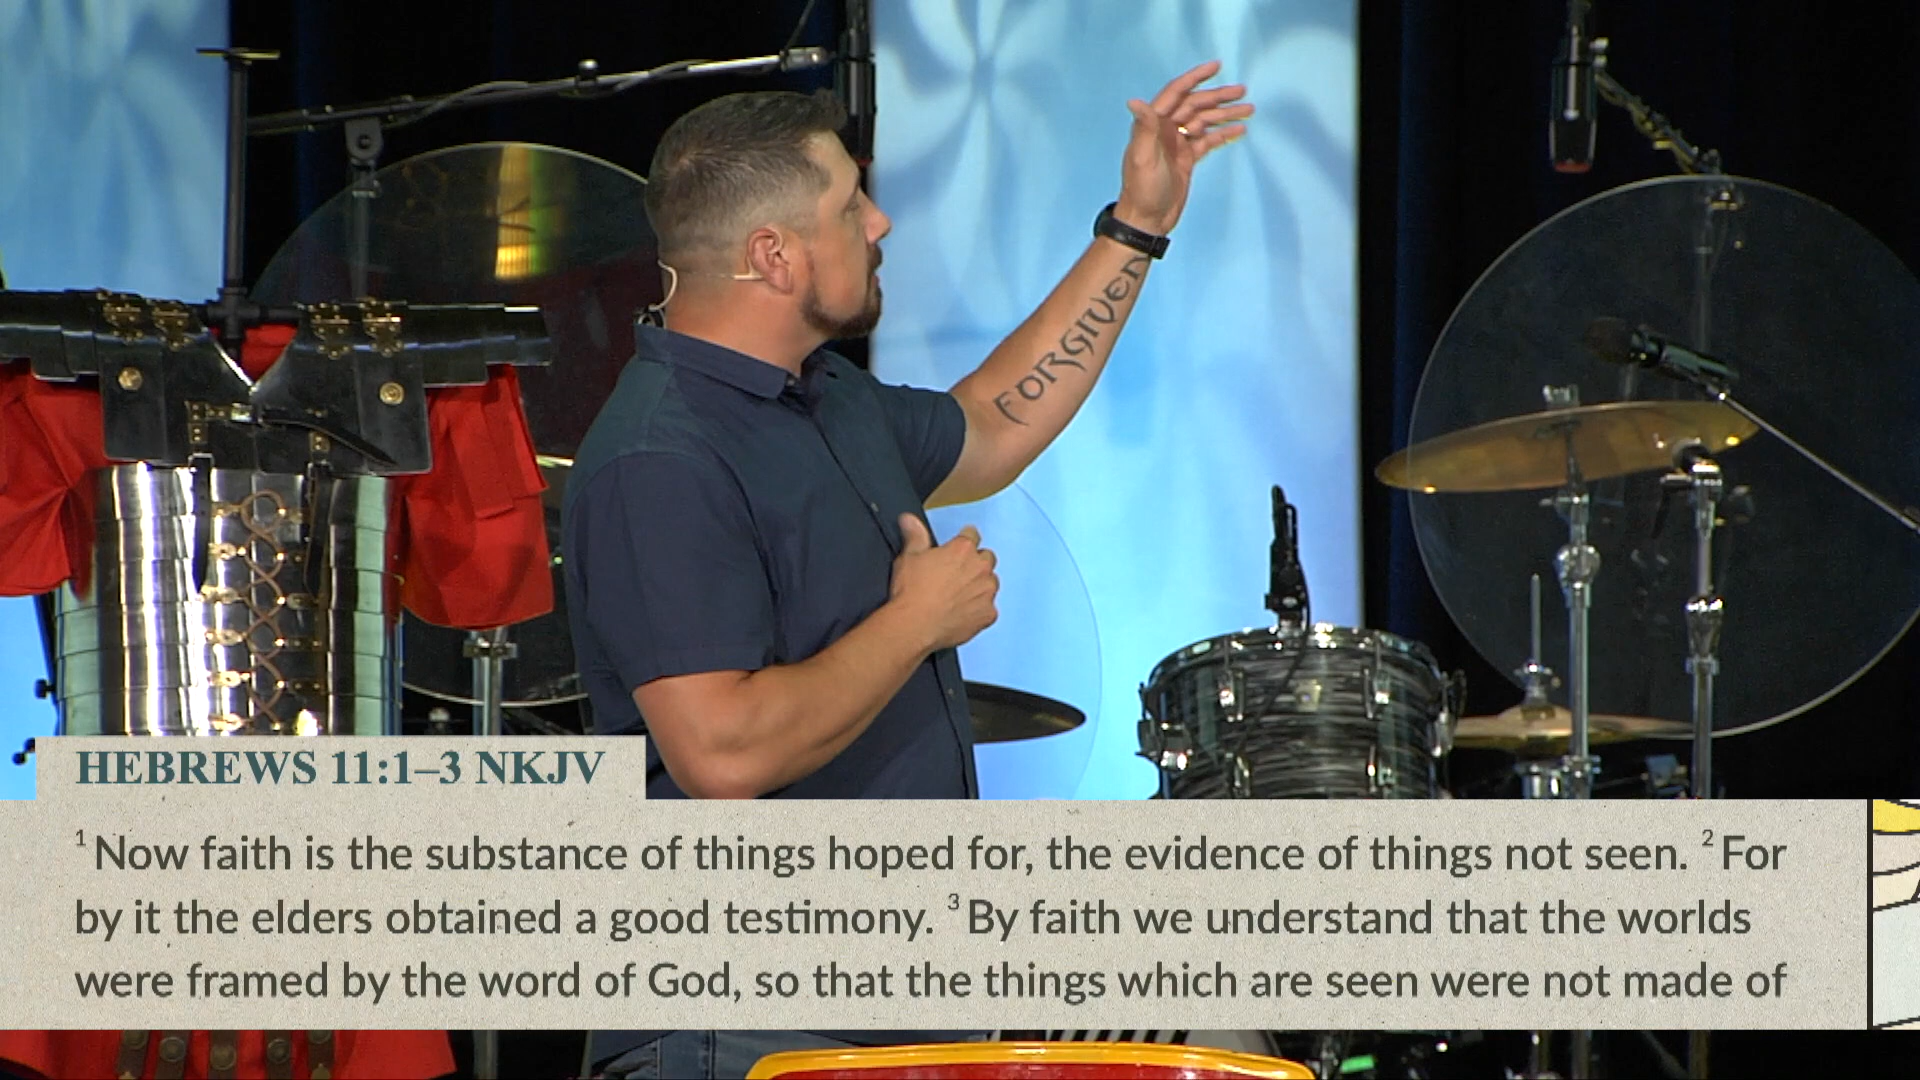 FORGIVEN
HEBREWS 11:1–3 NKJV
1 Now faith is the substance of things hoped for, the evidence of things not seen. 2 For
by it the elders obtained a good testimony. 3 By faith we understand that the worlds
were framed by the word of God, so that the things which are seen were not made of